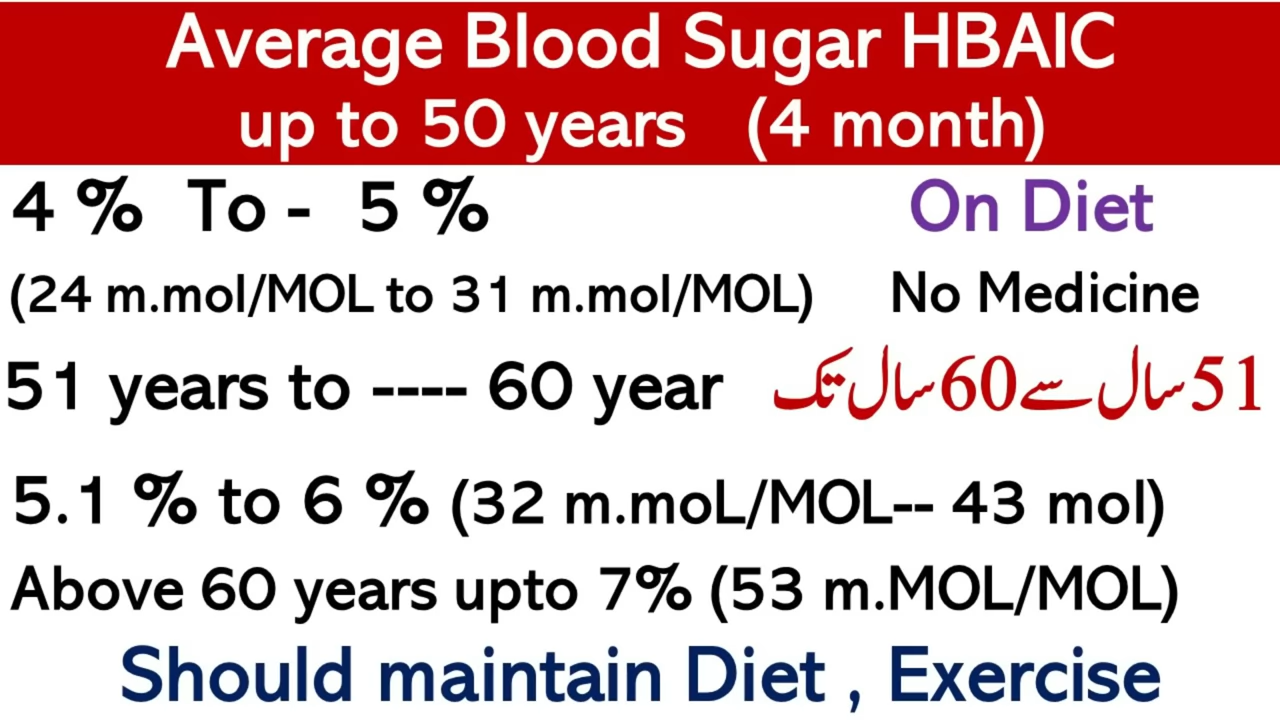 Average Blood Sugar HBAIC
up to 50 years (4 month)
4 % To - 5 % On Diet
(24 m.mol/MOL to 31 m.mol/MOL) No Medicine
51 years to ---- 60 year 51 سال سے 60 سال تک
5.1 % to 6 % (32 m.moL/MOL-- 43 mol)
Above 60 years upto 7% (53 m.MOL/MOL)
Should maintain Diet , Exercise